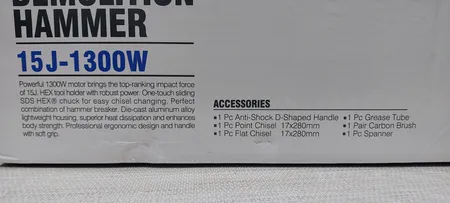 DEMOLITION
HAMMER
15J-1300W
Powerful 1300W motor brings the top-ranking impact force
of 15J. HEX tool holder with robust power. One-touch sliding
SDS HEX® chuck for easy chisel changing. Perfect
combination of hammer breaker. Die-cast aluminum alloy
lightweight housing, superior heat dissipation and enhances
body strength. Professional ergonomic design and handle
with soft grip.
ACCESSORIES
▪1 Pc Anti-Shock D-Shaped Handle ▪1 Pc Grease Tube
▪1 Pc Point Chisel 17x280mm ▪1 Pair Carbon Brush
▪1 Pc Flat Chisel 17x280mm ▪1 Pc Spanner